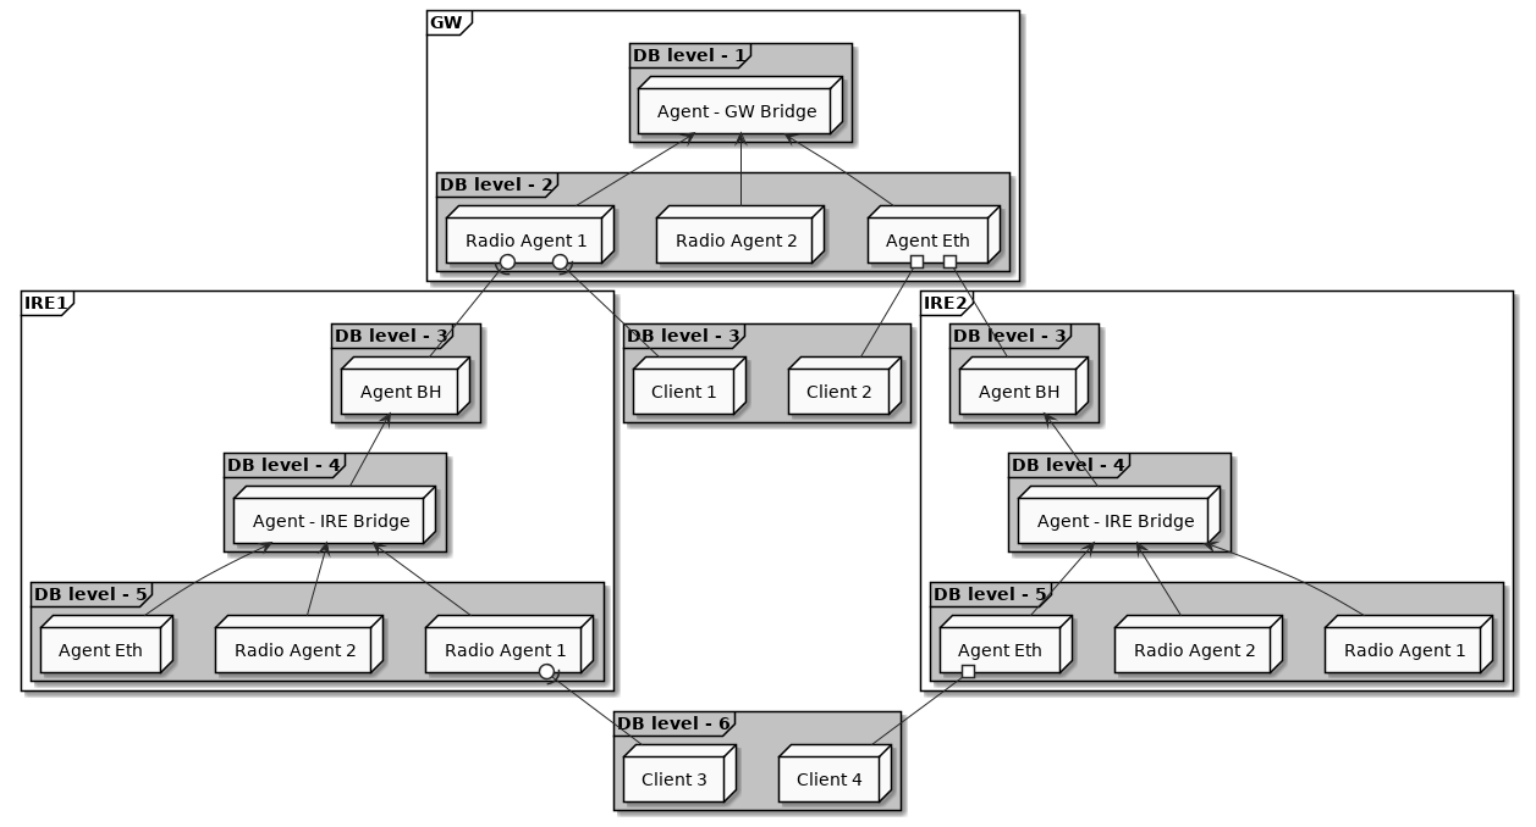 GW
DB level - 1
Agent - GW Bridge
DB level - 2
Radio Agent 1
Radio Agent 2
Agent Eth
IRE1
IRE2
DB level - 3
DB level - 3
DB level - 3
Agent BH
Client 1
Client 2
Agent BH
DB level - 4
DB level - 4
Agent - IRE Bridge
Agent - IRE Bridge
DB level - 5
DB level - 5
Agent Eth
Radio Agent 2
Radio Agent 1
Agent Eth
Radio Agent 2
Radio Agent 1
DB level - 6
Client 3
Client 4